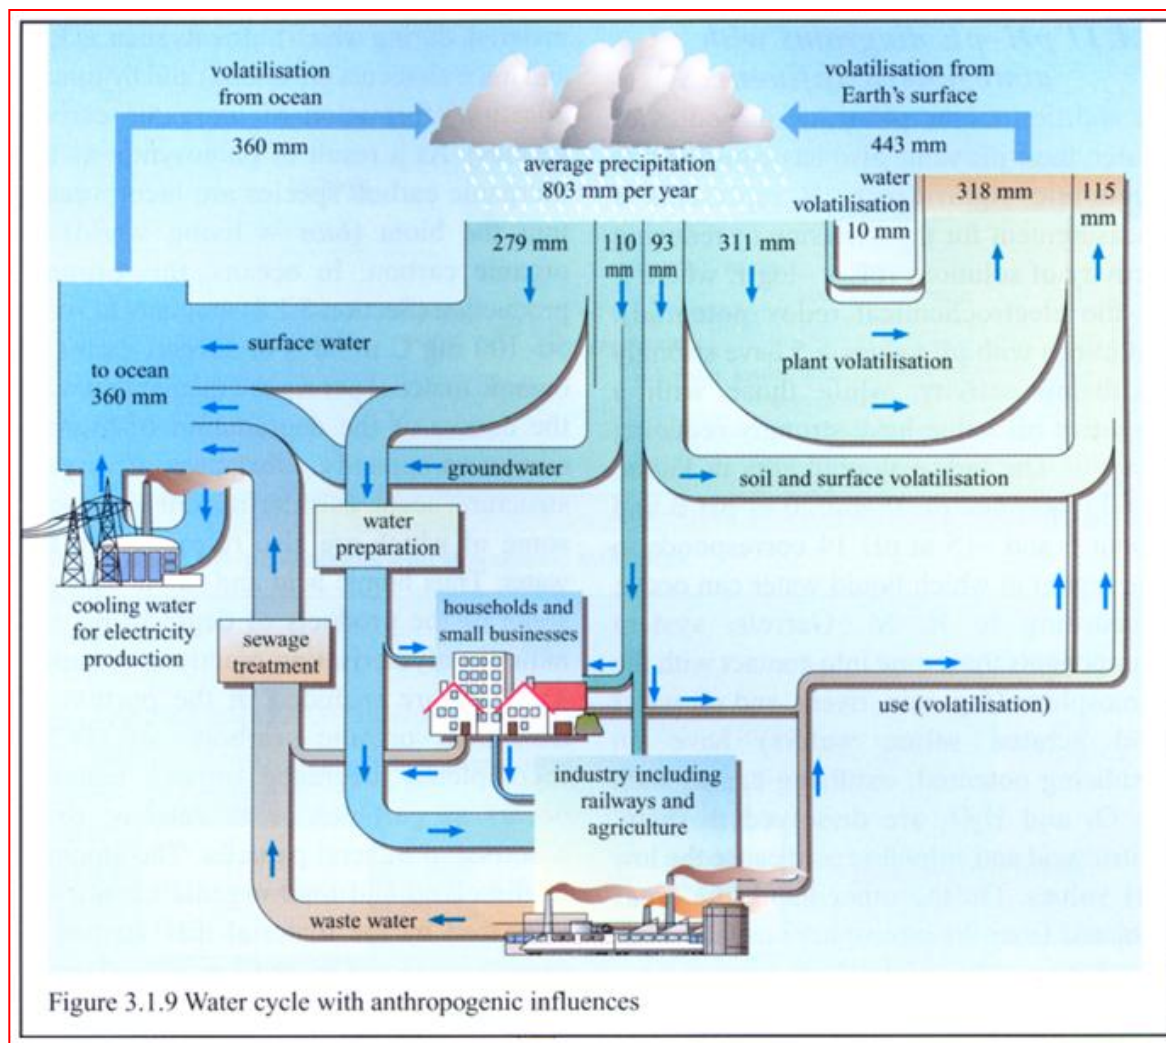 volatilisation
from ocean
360 mm
volatilisation from
Earth's surface
443 mm
average precipitation
803 mm per year
water
volatilisation
10 mm
318 mm
115
mm
279 mm
110
mm
93
mm
311 mm
surface water
to ocean
360 mm
plant volatilisation
groundwater
soil and surface volatilisation
water
preparation
cooling water
for electricity
production
households and
small businesses
sewage
treatment
use (volatilisation)
industry including
railways and
agriculture
waste water
Figure 3.1.9 Water cycle with anthropogenic influences